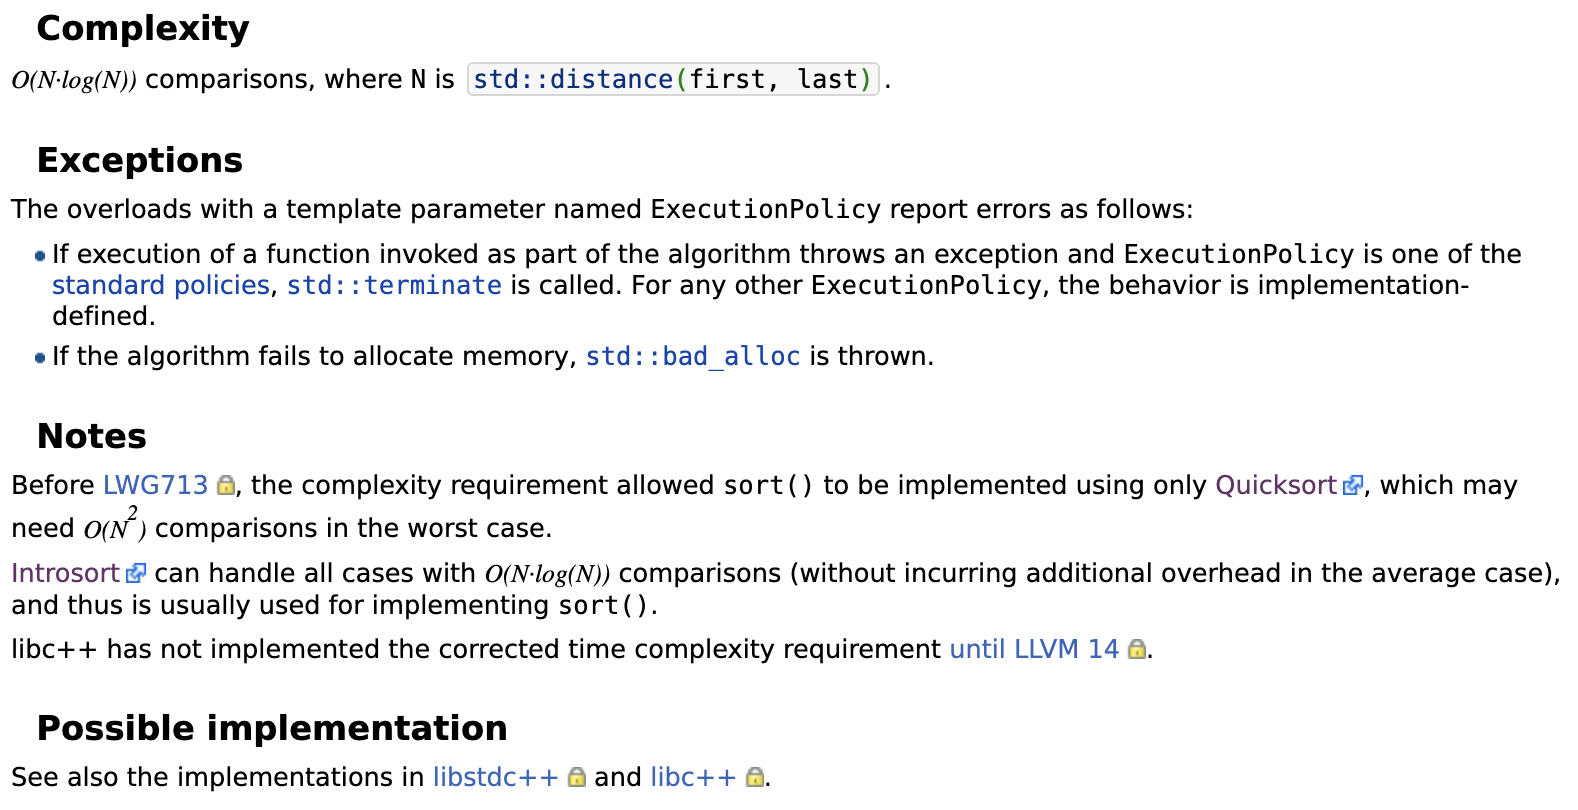 Complexity
O(N·log(N)) comparisons, where N is std::distance(first, last).
Exceptions
The overloads with a template parameter named ExecutionPolicy report errors as follows:
If execution of a function invoked as part of the algorithm throws an exception and ExecutionPolicy is one of the
standard policies, std::terminate is called. For any other ExecutionPolicy, the behavior is implementation-
defined.
If the algorithm fails to allocate memory, std::bad_alloc is thrown.
Notes
Before LWG713, the complexity requirement allowed sort() to be implemented using only Quicksort, which may
need O(N²) comparisons in the worst case.
Introsort can handle all cases with O(N·log(N)) comparisons (without incurring additional overhead in the average case),
and thus is usually used for implementing sort().
libc++ has not implemented the corrected time complexity requirement until LLVM 14.
Possible implementation
See also the implementations in libstdc++ and libc++.